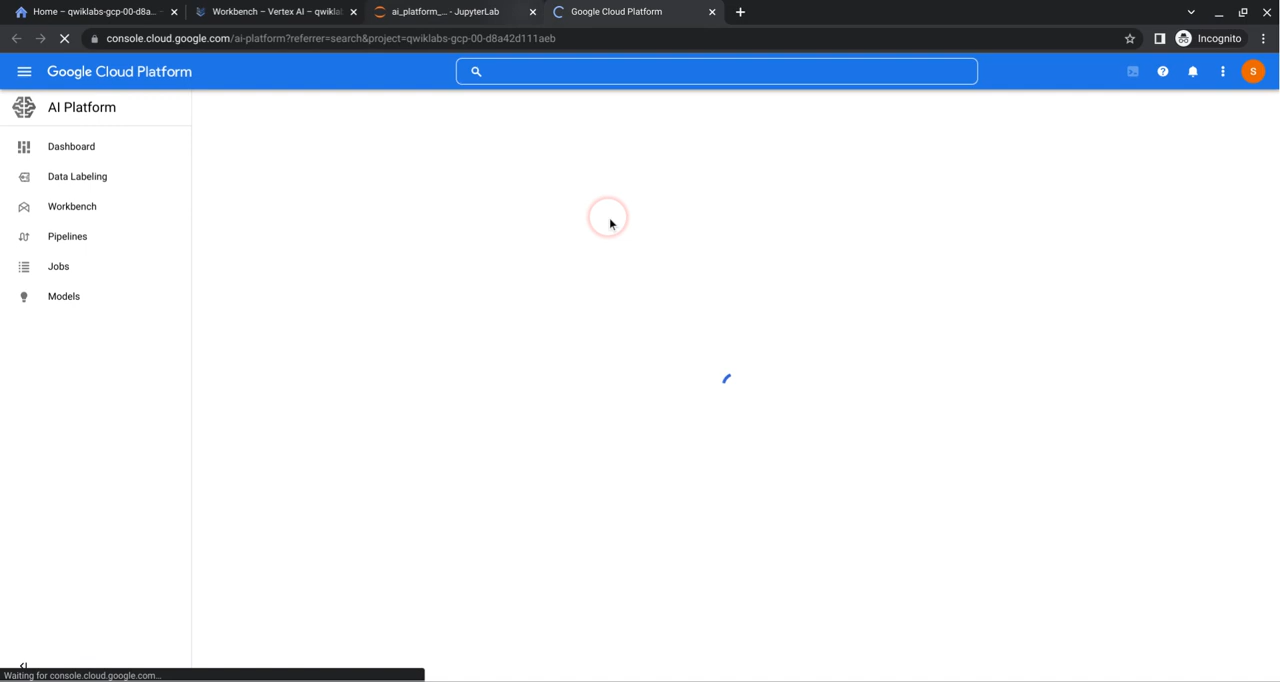 Home – qwiklabs-gcp-00-d8a...
Workbench – Vertex AI – qwikla
ai_platform_... - JupyterLab
Google Cloud Platform
console.cloud.google.com/ai-platform?referrer=search&project=qwiklabs-gcp-00-d8a42d111aeb
Incognito
Google Cloud Platform
S
AI Platform
Dashboard
Data Labeling
Workbench
Pipelines
Jobs
Models
Waiting for console.cloud.google.com...